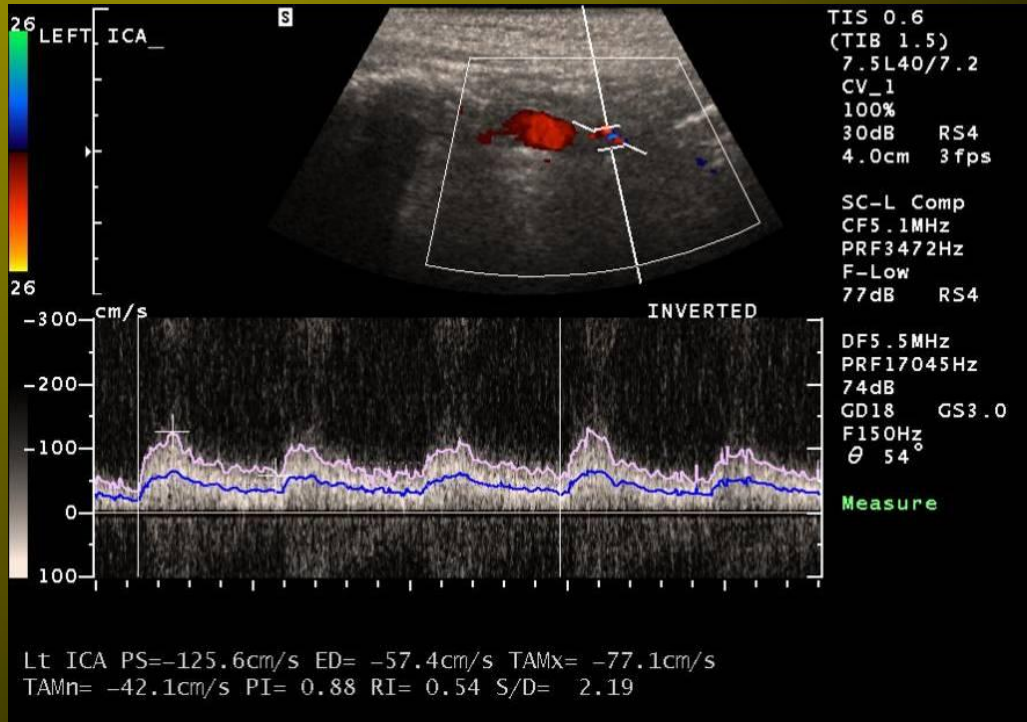 26
LEFT ICA_
S
26
TIS 0.6
(TIB 1.5)
7.5L40/7.2
CV_1
100%
30dB RS4
4.0cm 3fps
SC-L Comp
CF5.1MHz
PRF3472Hz
F-Low
77dB RS4
DF5.5MHz
PRF17045Hz
74dB
GD18 GS3.0
F150Hz
θ 54°
Measure
cm/s
INVERTED
-300
-200
-100
0
100
Lt ICA PS=-125.6cm/s ED= -57.4cm/s TAMx= -77.1cm/s
TAMn= -42.1cm/s PI= 0.88 RI= 0.54 S/D= 2.19